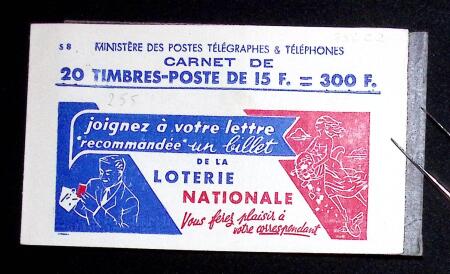 S 8 MINISTÈRE DES POSTES TÉLÉGRAPHES & TÉLÉPHONES
CARNET DE
20 TIMBRES-POSTE DE 15 F. = 300 F.
255
joignez à votre lettre
"recommandée" un billet
DE LA
LOTERIE
NATIONALE
Vous ferez plaisir à
votre correspondant